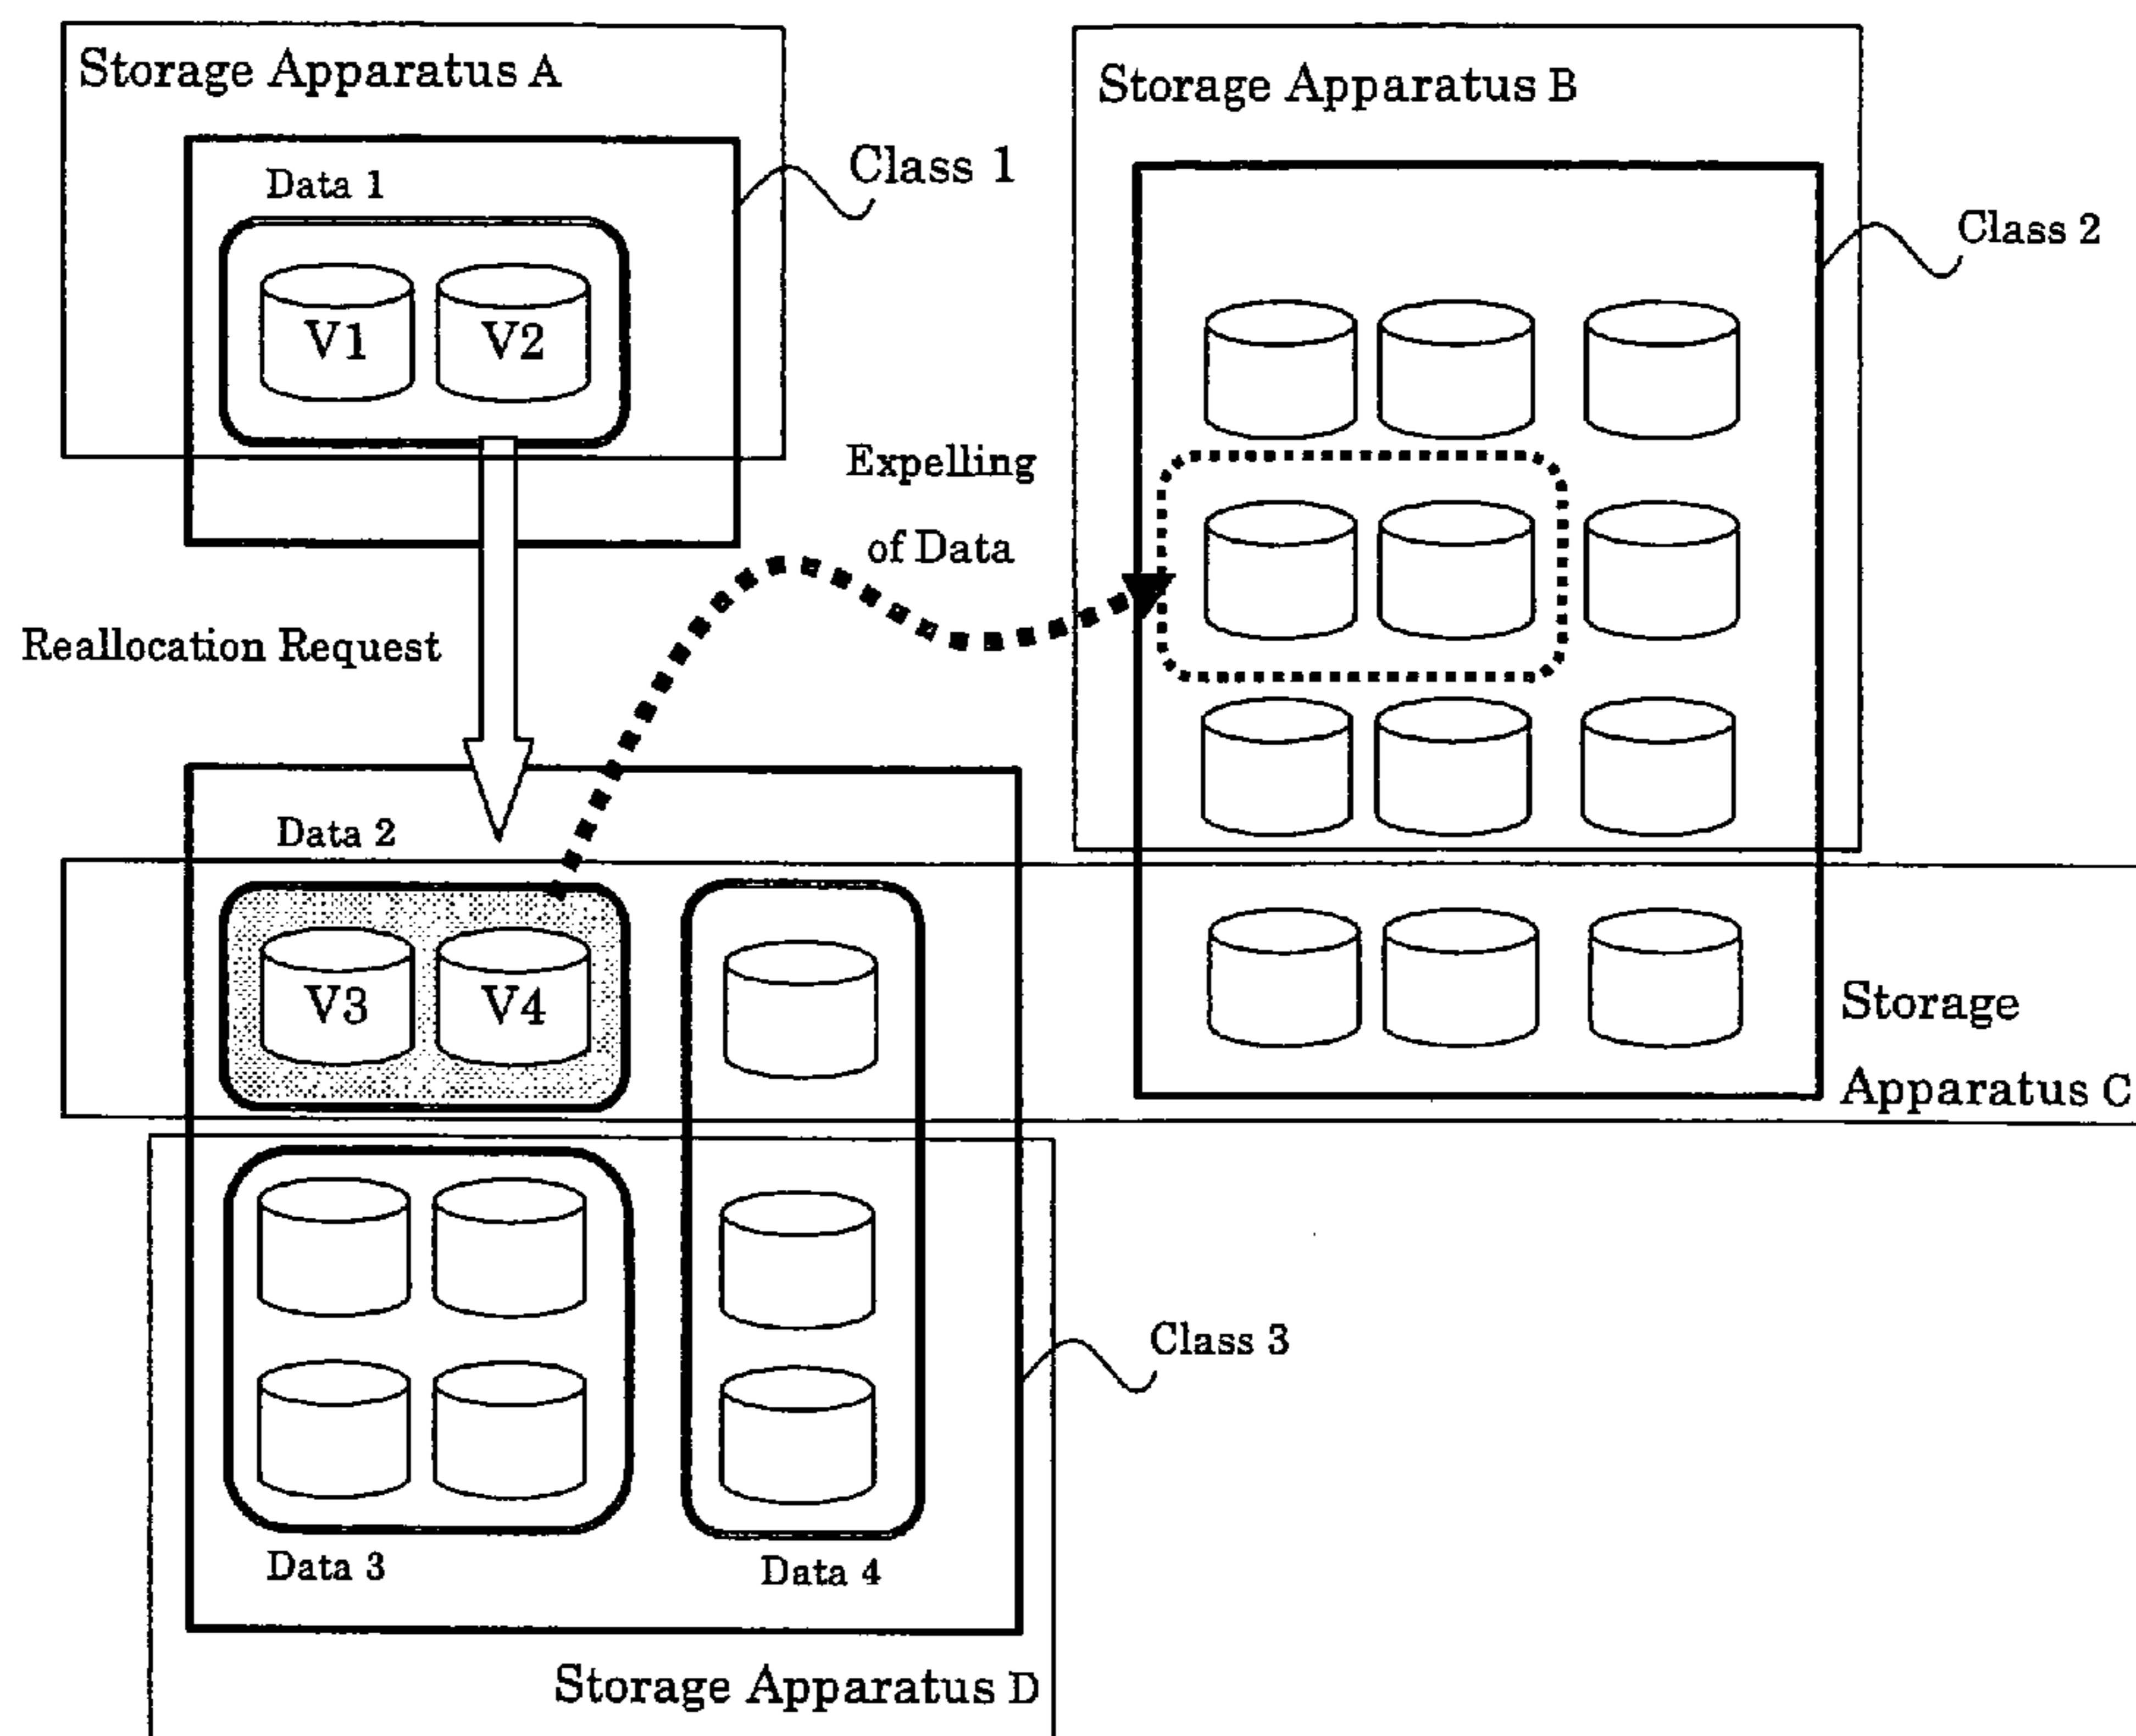 Storage Apparatus A
Data 1
V1
V2
Class 1
Storage Apparatus B
Class 2
Expelling
of Data
Reallocation Request
Data 2
V3
V4
Storage
Apparatus C
Data 3
Data 4
Class 3
Storage Apparatus D